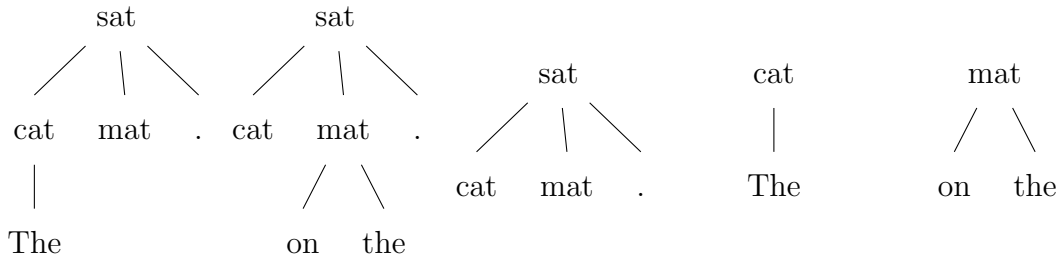 sat sat
sat cat mat
cat mat . cat mat .
cat mat . The on the
The on the